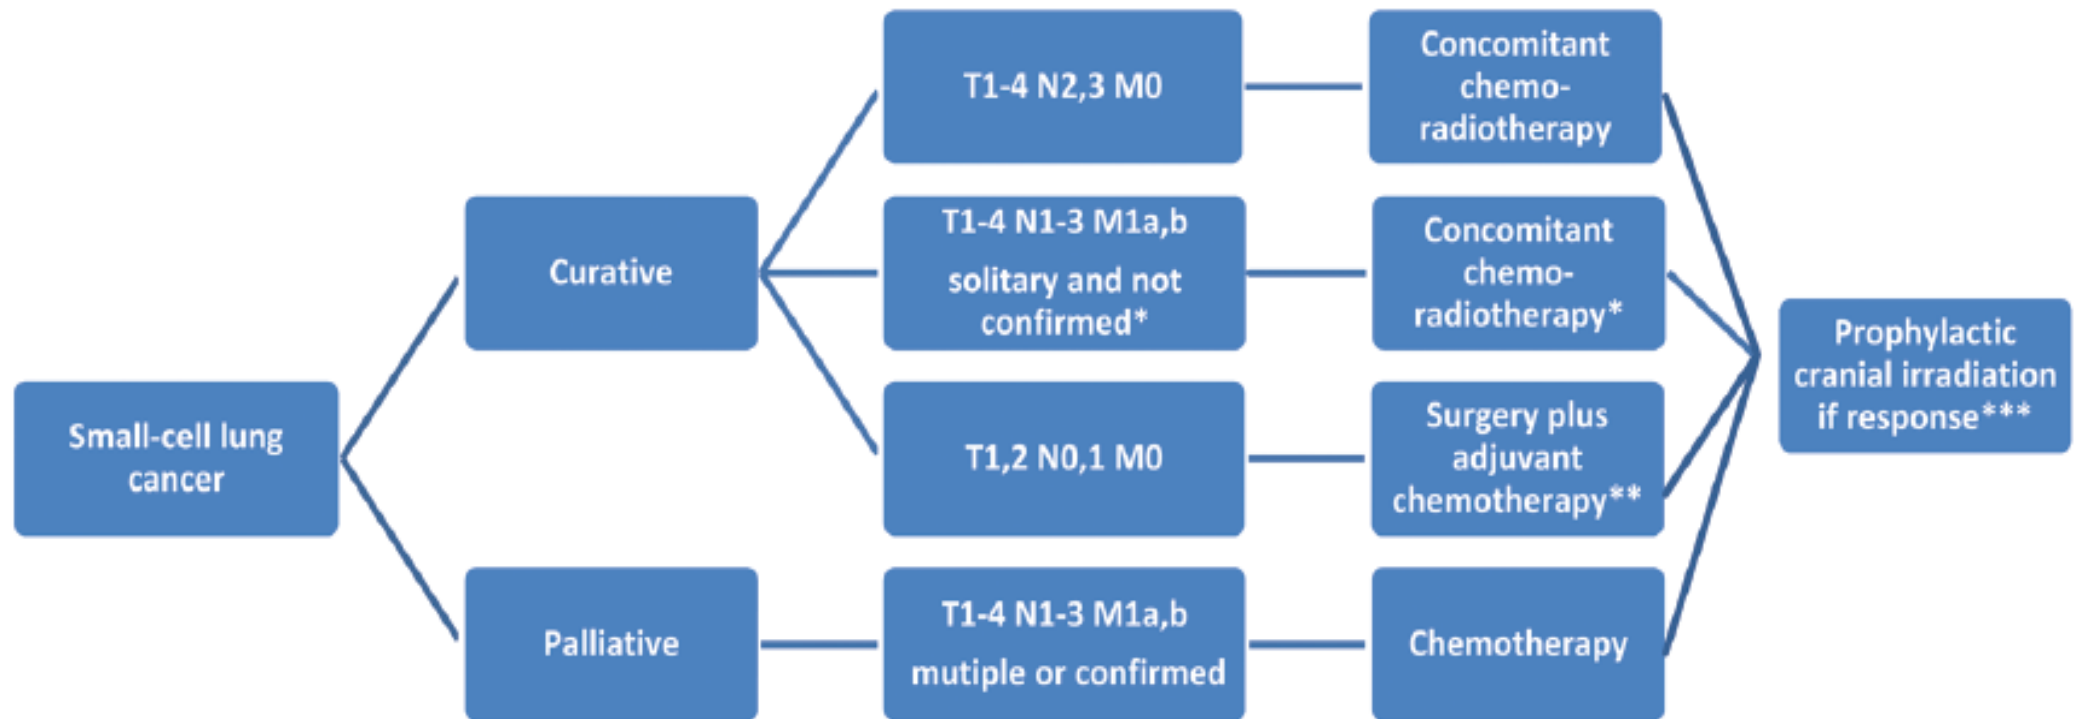 Small-cell lung
cancer
Curative
Palliative
T1-4 N2,3 M0
T1-4 N1-3 M1a,b
solitary and not
confirmed*
T1,2 N0,1 M0
T1-4 N1-3 M1a,b
mutiple or confirmed
Concomitant
chemo-
radiotherapy
Concomitant
chemo-
radiotherapy*
Surgery plus
adjuvant
chemotherapy**
Chemotherapy
Prophylactic
cranial irradiation
if response***